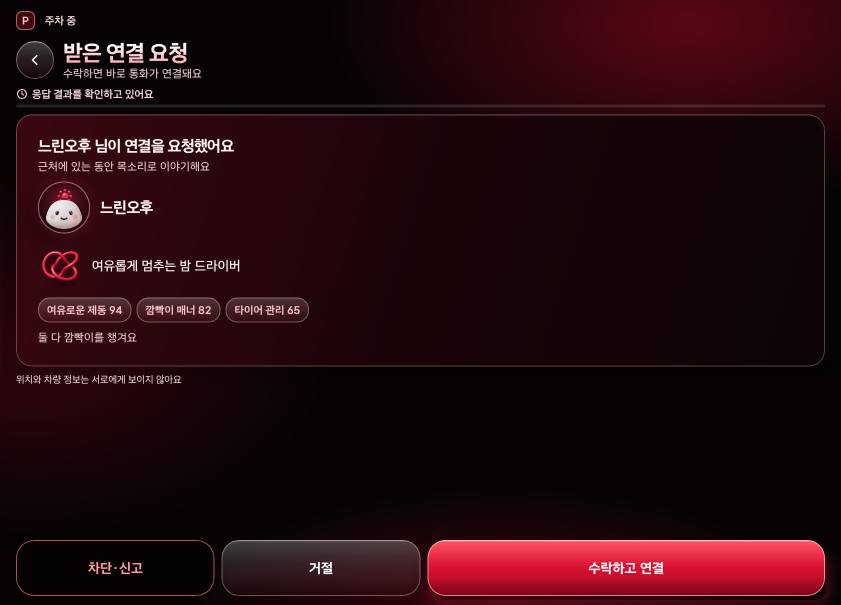 P 주차 중
받은 연결 요청
수락하면 바로 통화가 연결돼요
응답 결과를 확인하고 있어요
느린오후 님이 연결을 요청했어요
근처에 있는 동안 목소리로 이야기해요
느린오후
여유롭게 멈추는 밤 드라이버
여유로운 제동 94 깜빡이 매너 82 타이어 관리 65
둘 다 깜빡이를 챙겨요
위치와 차량 정보는 서로에게 보이지 않아요
차단·신고 거절 수락하고 연결